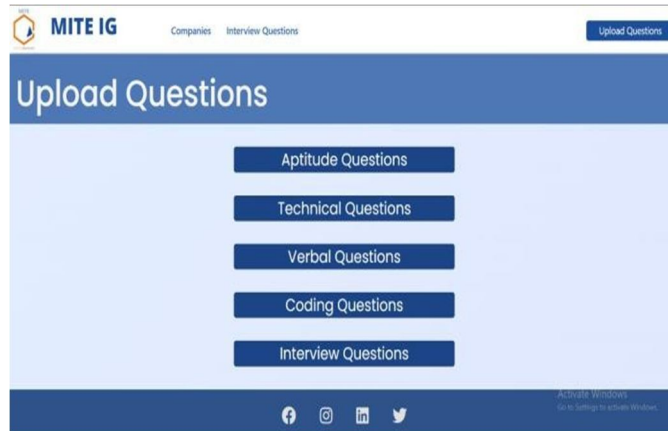 MITE
MITE IG
Companies
Interview Questions
Upload Questions
Upload Questions
Aptitude Questions
Technical Questions
Verbal Questions
Coding Questions
Interview Questions
Activate Windows
Go to Settings to activate Windows.